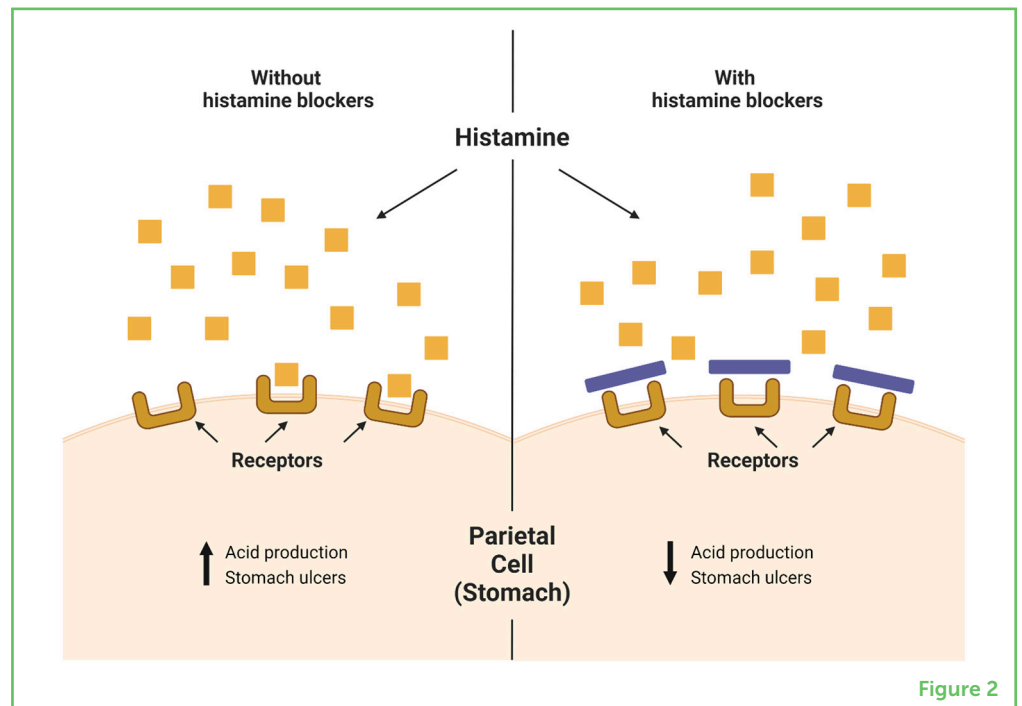 Without
histamine blockers
With
histamine blockers
Histamine
Receptors
Receptors
Acid production
Stomach ulcers
Parietal
Cell
(Stomach)
Acid production
Stomach ulcers
Figure 2